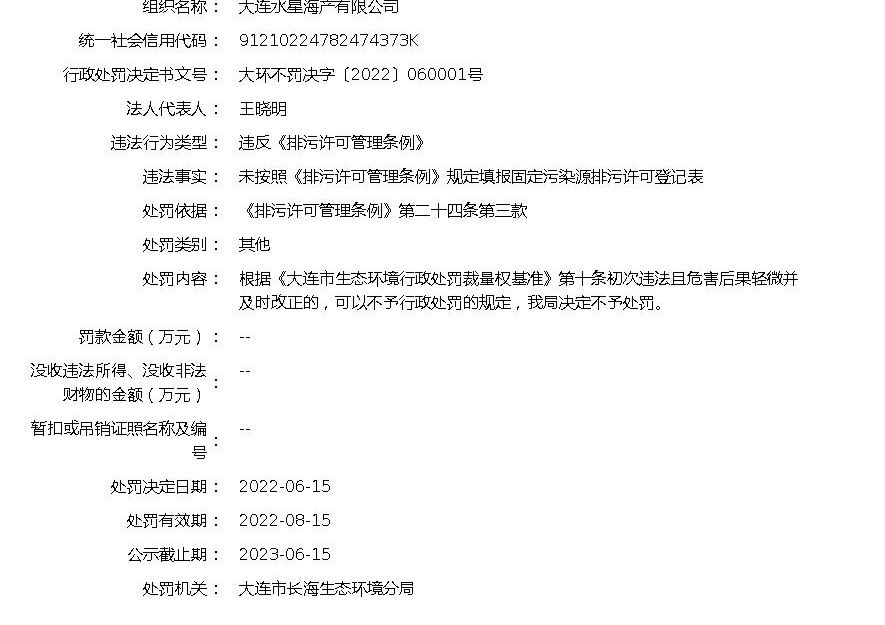 组织名称： 大连水星海产有限公司
统一社会信用代码： 91210224782474373K
行政处罚决定书文号： 大环不罚决字〔2022〕060001号
法人代表人： 王晓明
违法行为类型： 违反《排污许可管理条例》
违法事实： 未按照《排污许可管理条例》规定填报固定污染源排污许可登记表
处罚依据： 《排污许可管理条例》第二十四条第三款
处罚类别： 其他
处罚内容： 根据《大连市生态环境行政处罚裁量权基准》第十条初次违法且危害后果轻微并
及时改正的，可以不予行政处罚的规定，我局决定不予处罚。
罚款金额（万元）： --
没收违法所得、没收非法
财物的金额（万元）： --
暂扣或吊销证照名称及编
号： --
处罚决定日期： 2022-06-15
处罚有效期： 2022-08-15
公示截止期： 2023-06-15
处罚机关： 大连市长海生态环境分局